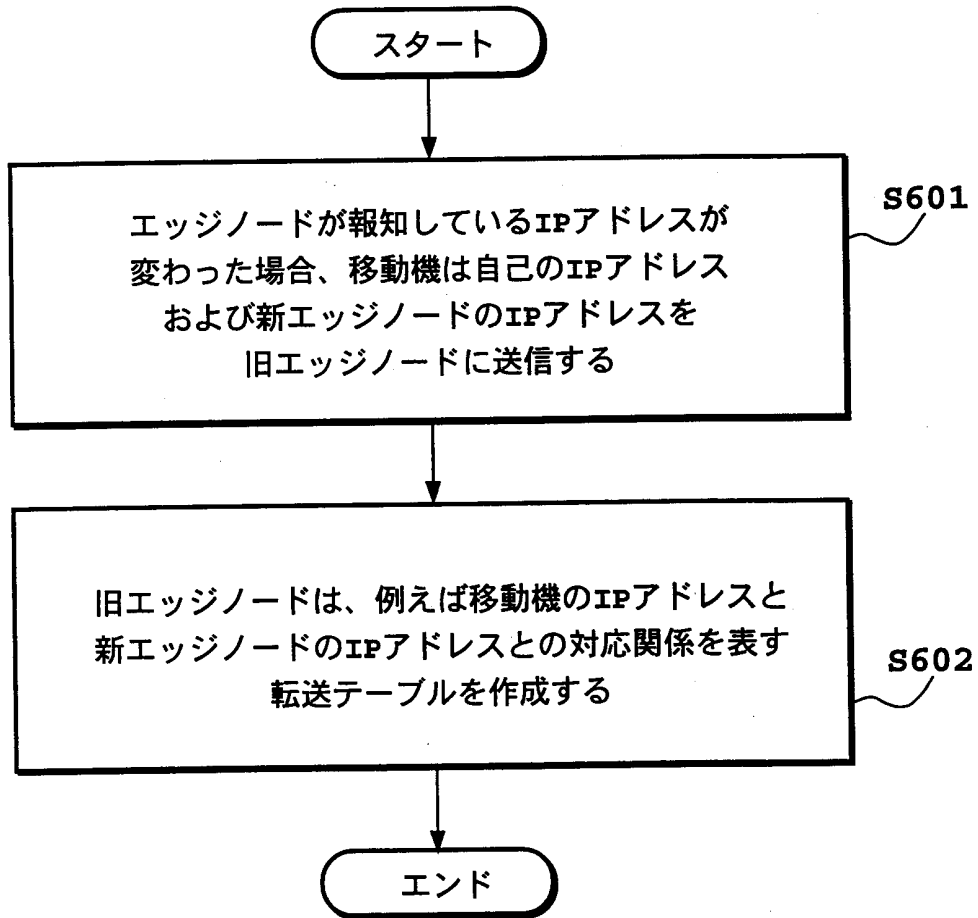 スタート
エッジノードが報知しているIPアドレスが
変わった場合、移動機は自己のIPアドレス
および新エッジノードのIPアドレスを
旧エッジノードに送信する
S601
旧エッジノードは、例えば移動機のIPアドレスと
新エッジノードのIPアドレスとの対応関係を表す
転送テーブルを作成する
S602
エンド